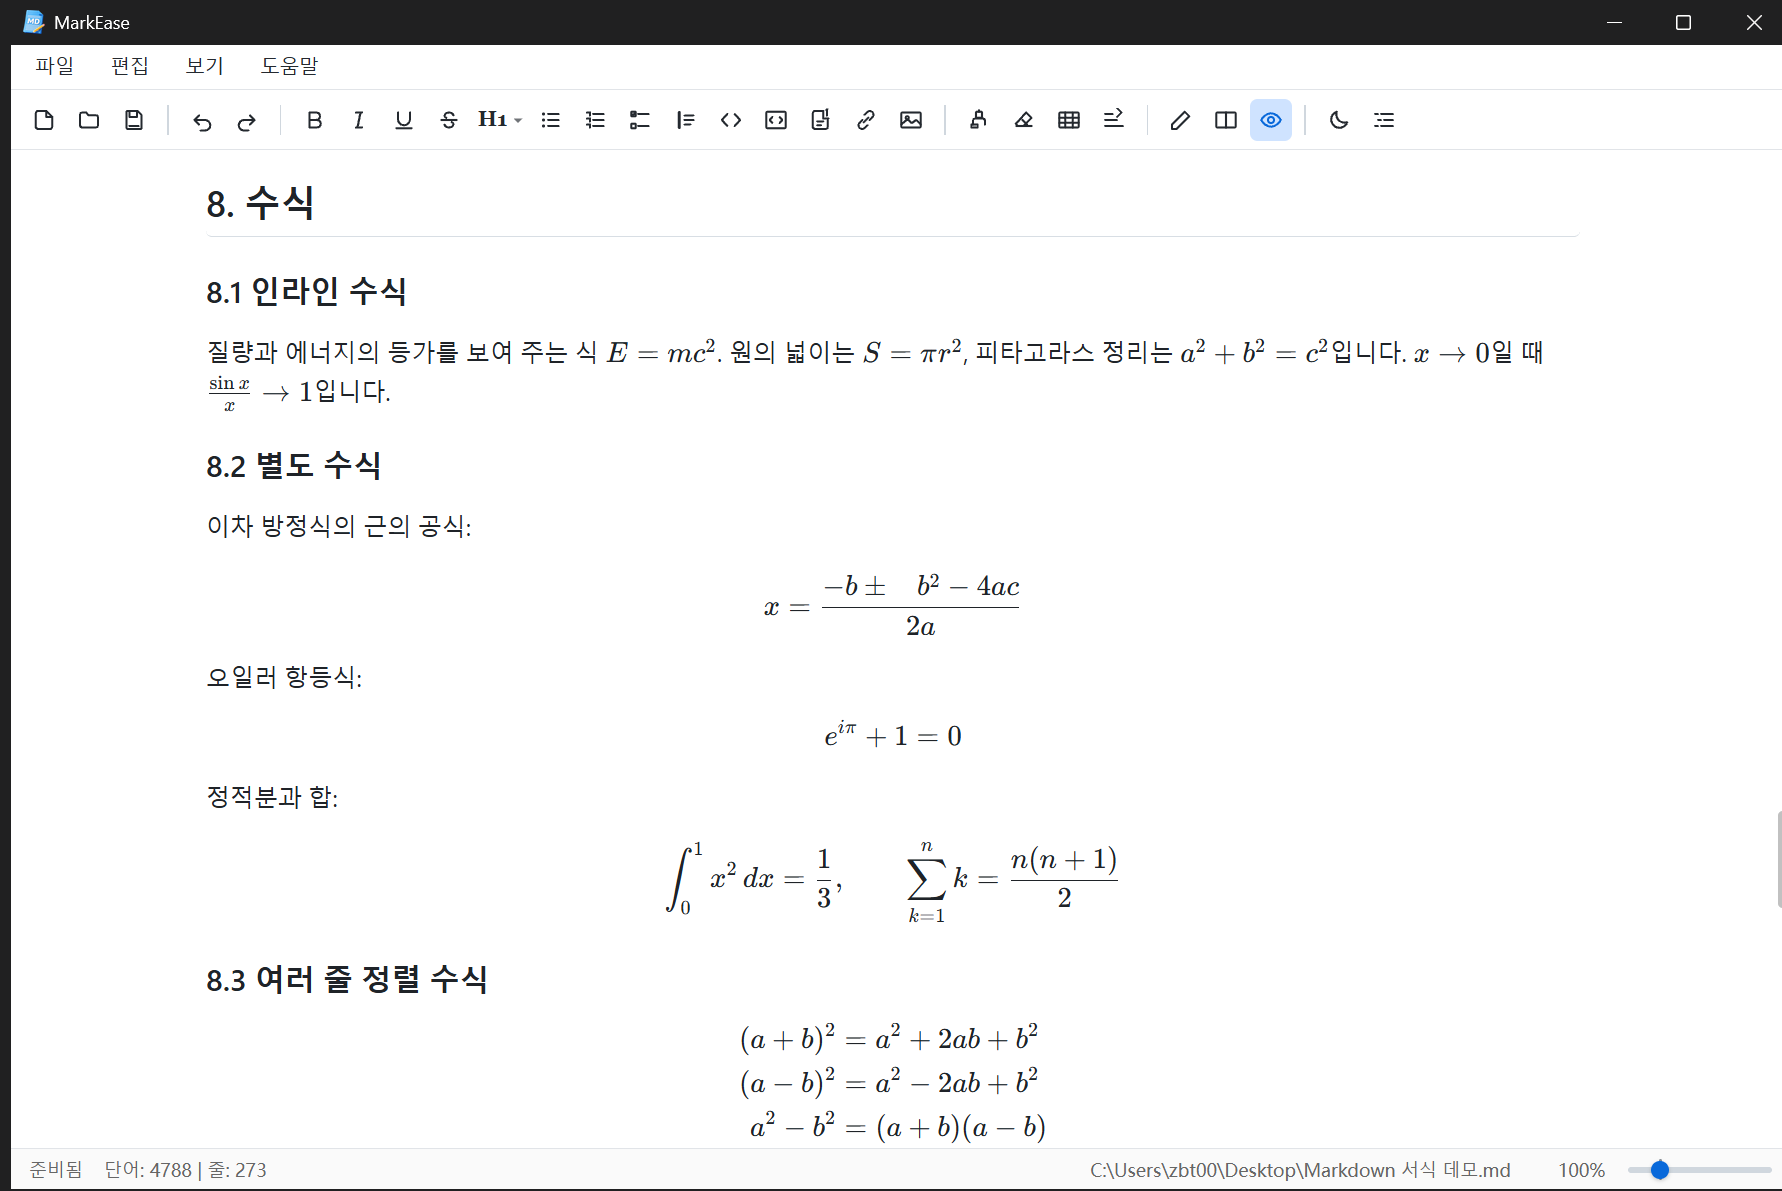 MarkEase
파일 편집 보기 도움말
H1
8. 수식
8.1 인라인 수식
질량과 에너지의 등가를 보여 주는 식 E = mc². 원의 넓이는 S = πr², 피타고라스 정리는 a² + b² = c²입니다. x → 0일 때
sin x / x → 1입니다.
8.2 별도 수식
이차 방정식의 근의 공식:
x = (−b ± b² − 4ac) / 2a
오일러 항등식:
e^{iπ} + 1 = 0
정적분과 합:
∫₀¹ x² dx = 1/3, ∑_{k=1}^{n} k = n(n + 1) / 2
8.3 여러 줄 정렬 수식
(a + b)² = a² + 2ab + b²
(a − b)² = a² − 2ab + b²
a² − b² = (a + b)(a − b)
준비됨 단어: 4788 | 줄: 273 C:\Users\zbt00\Desktop\Markdown 서식 데모.md 100%